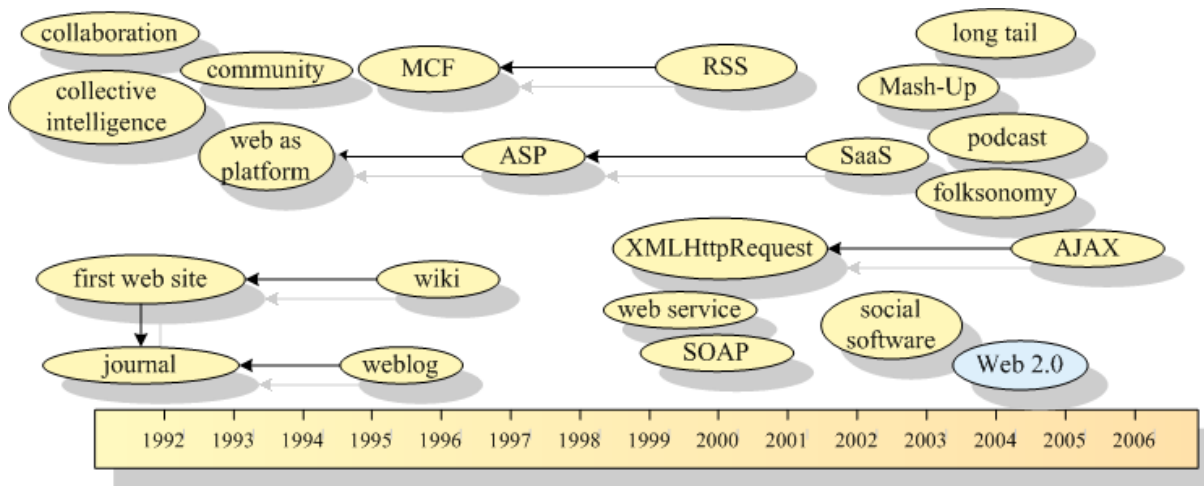 collaboration
community
collective
intelligence
MCF
RSS
long tail
Mash-Up
web as
platform
ASP
SaaS
podcast
folksonomy
XMLHttpRequest
AJAX
first web site
wiki
web service
social
software
SOAP
journal
weblog
Web 2.0
1992
1993
1994
1995
1996
1997
1998
1999
2000
2001
2002
2003
2004
2005
2006